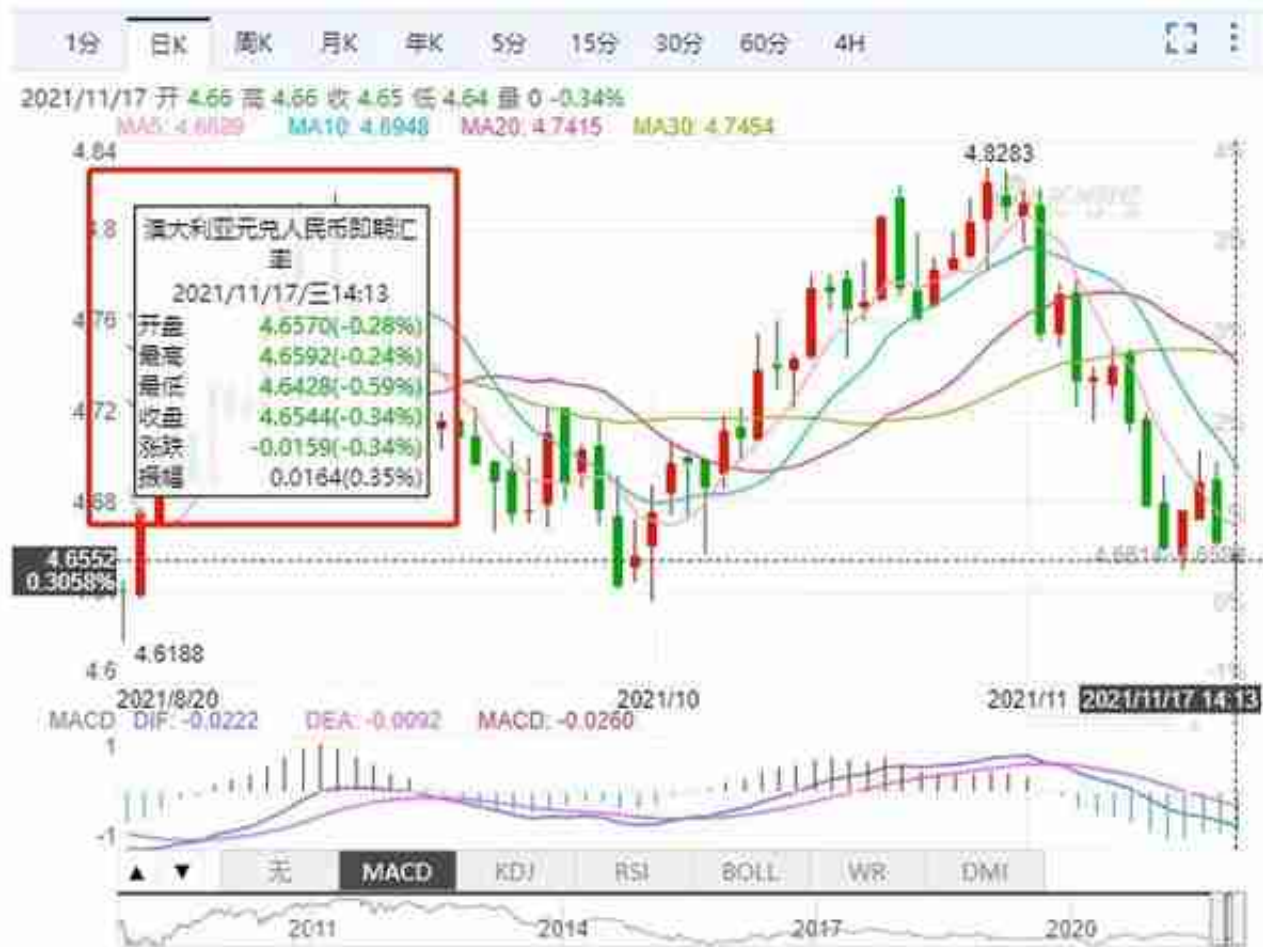 1分 日K 周K 月K 年K 5分 15分 30分 60分 4H
2021/11/17 开 4.66 高 4.66 收 4.65 低 4.64 量 0 -0.34%
MA5: 4.6689 MA10: 4.6948 MA20: 4.7415 MA30: 4.7454
4.84
4.8283
澳大利亚元兑人民币即期汇
率
2021/11/17/三14:13
开盘 4.6570(-0.28%)
最高 4.6592(-0.24%)
最低 4.6428(-0.59%)
收盘 4.6544(-0.34%)
涨跌 -0.0159(-0.34%)
振幅 0.0164(0.35%)
4.76
4.72
4.68
4.6552
0.3058%
4.6188
4.6
2021/8/20 2021/10 2021/11 2021/11/17 14:13
MACD DIF: -0.0222 DEA: -0.0092 MACD: -0.0260
1
-1
▲ ▼ 无 MACD KDJ RSI BOLL WR DMI
2011 2014 2017 2020